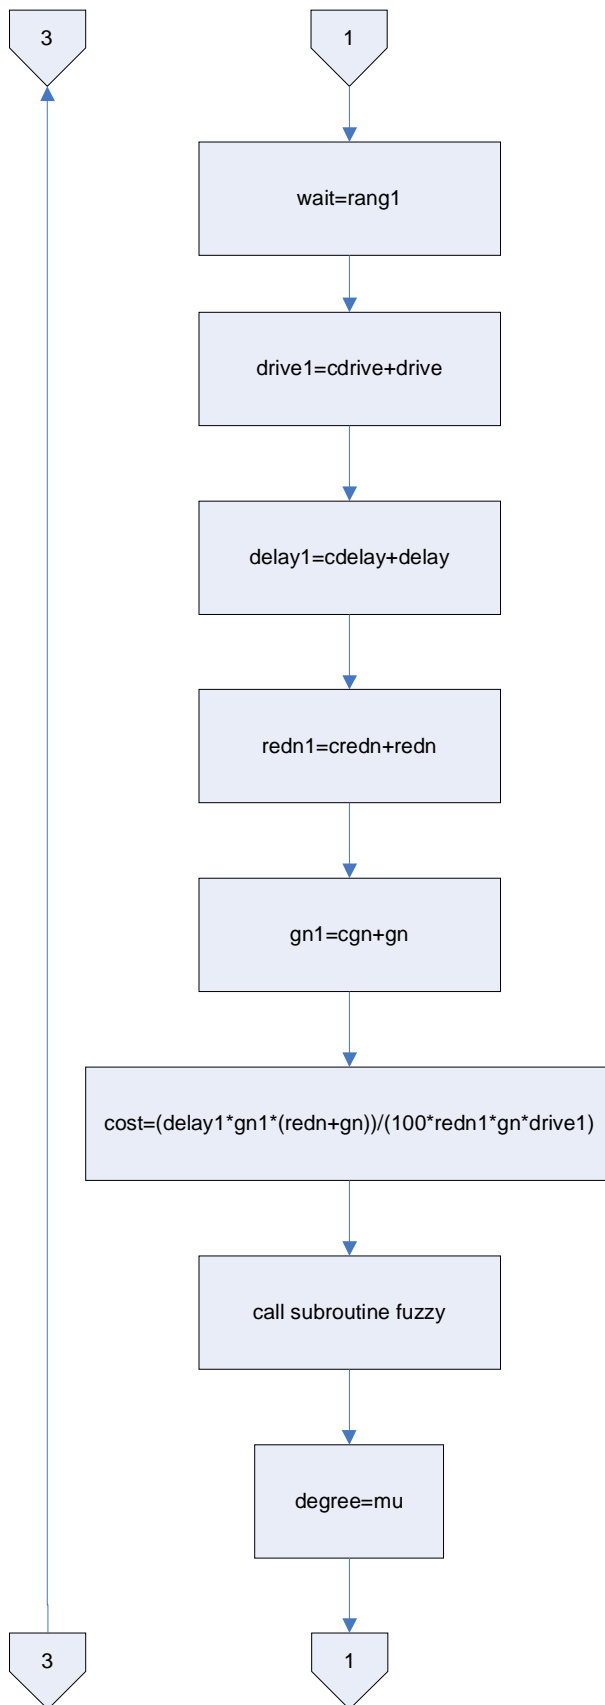 3
1
wait=rang1
drive1=cdrive+drive
delay1=cdelay+delay
redn1=credn+redn
gn1=cgn+gn
cost=(delay1*gn1*(redn+gn))/(100*redn1*gn*drive1)
call subroutine fuzzy
degree=mu
3
1